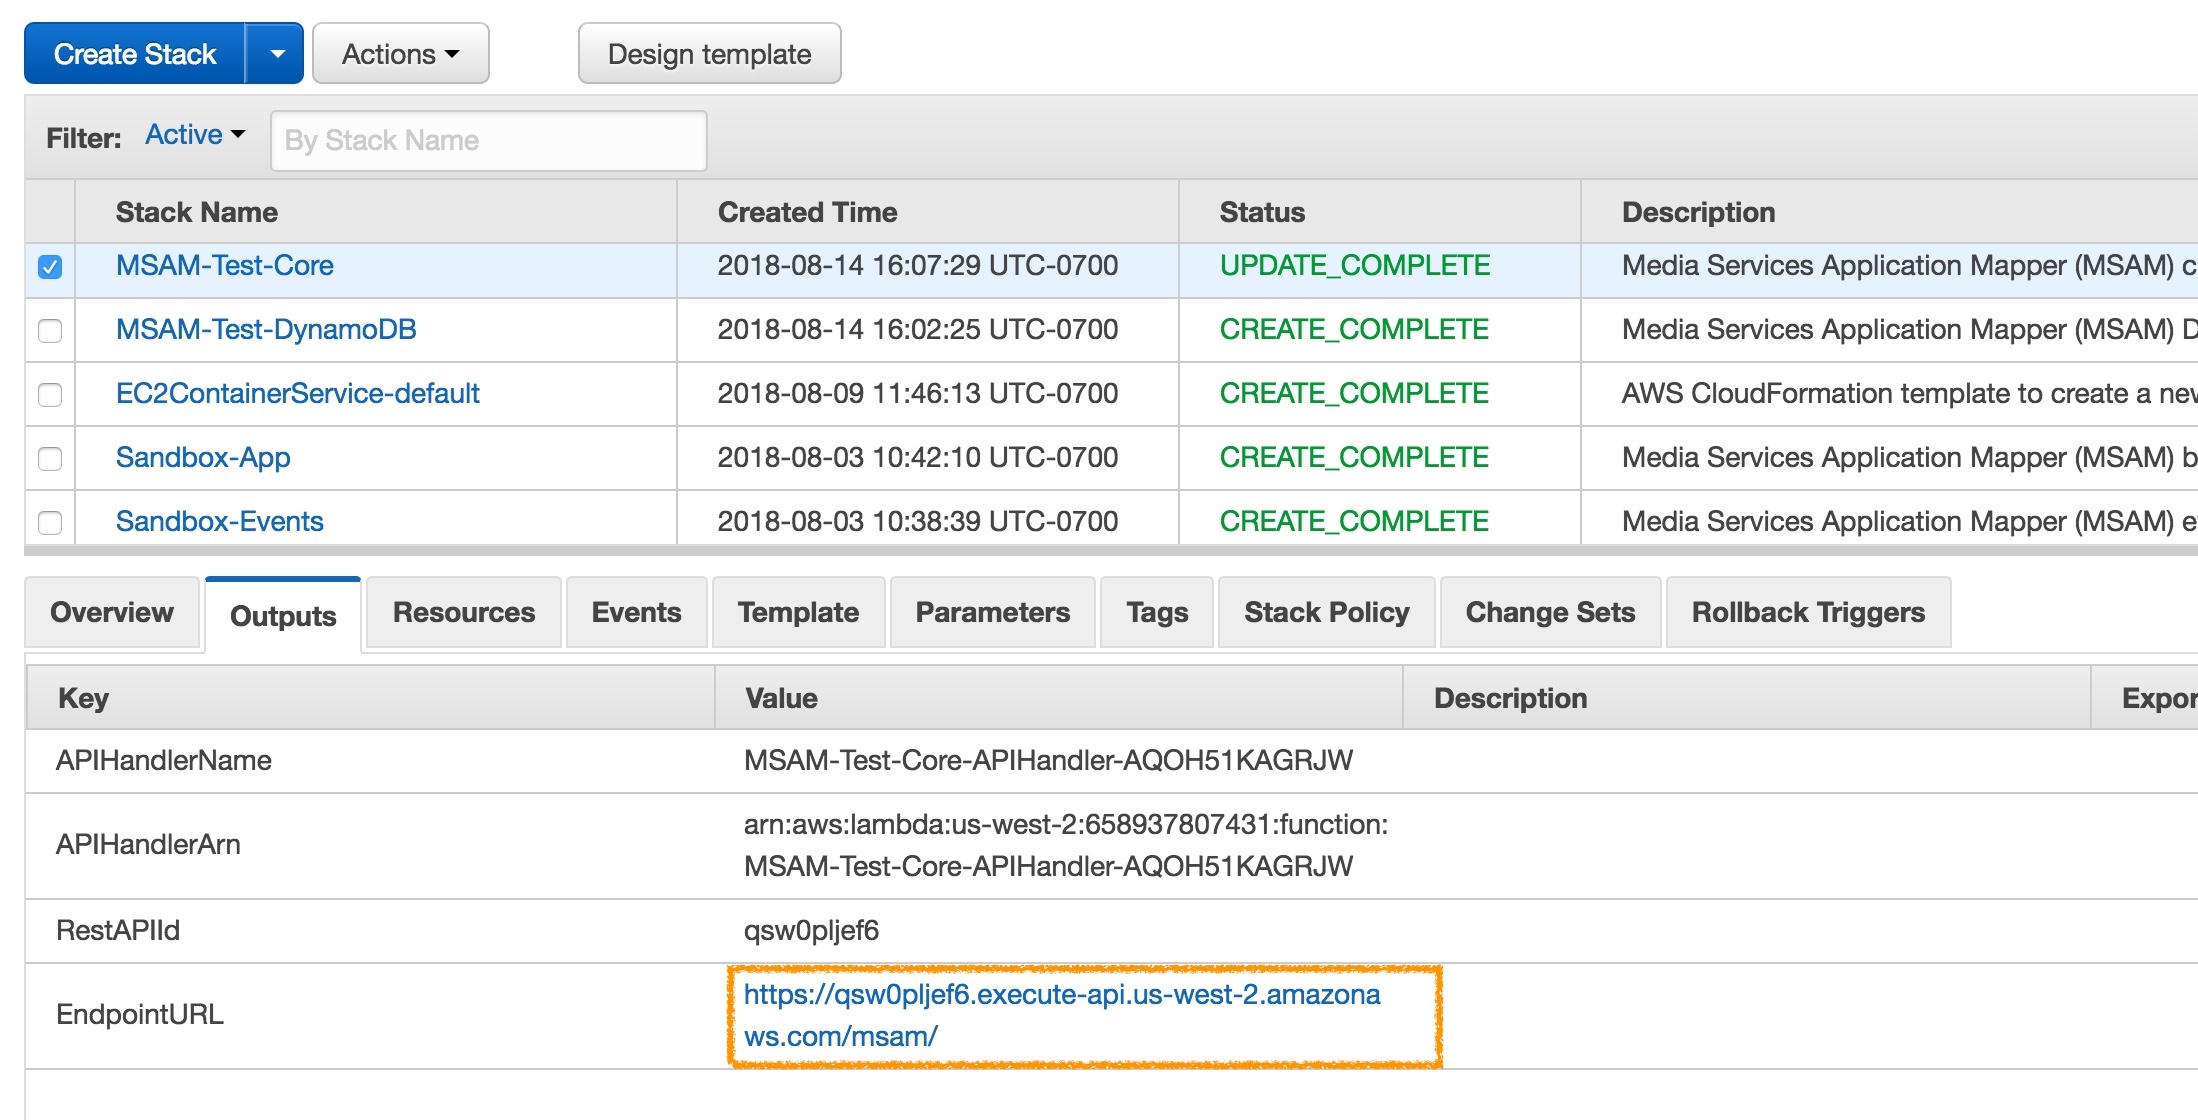 Create Stack
Actions
Design template
Filter: Active By Stack Name
Stack Name Created Time Status Description
MSAM-Test-Core 2018-08-14 16:07:29 UTC-0700 UPDATE_COMPLETE Media Services Application Mapper (MSAM) c
MSAM-Test-DynamoDB 2018-08-14 16:02:25 UTC-0700 CREATE_COMPLETE Media Services Application Mapper (MSAM) D
EC2ContainerService-default 2018-08-09 11:46:13 UTC-0700 CREATE_COMPLETE AWS CloudFormation template to create a new
Sandbox-App 2018-08-03 10:42:10 UTC-0700 CREATE_COMPLETE Media Services Application Mapper (MSAM) b
Sandbox-Events 2018-08-03 10:38:39 UTC-0700 CREATE_COMPLETE Media Services Application Mapper (MSAM) e
Overview Outputs Resources Events Template Parameters Tags Stack Policy Change Sets Rollback Triggers
Key Value Description Expor
APIHandlerName MSAM-Test-Core-APIHandler-AQOH51KAGRJW
APIHandlerArn arn:aws:lambda:us-west-2:658937807431:function:
MSAM-Test-Core-APIHandler-AQOH51KAGRJW
RestAPIId qsw0pljef6
EndpointURL https://qsw0pljef6.execute-api.us-west-2.amazona
ws.com/msam/